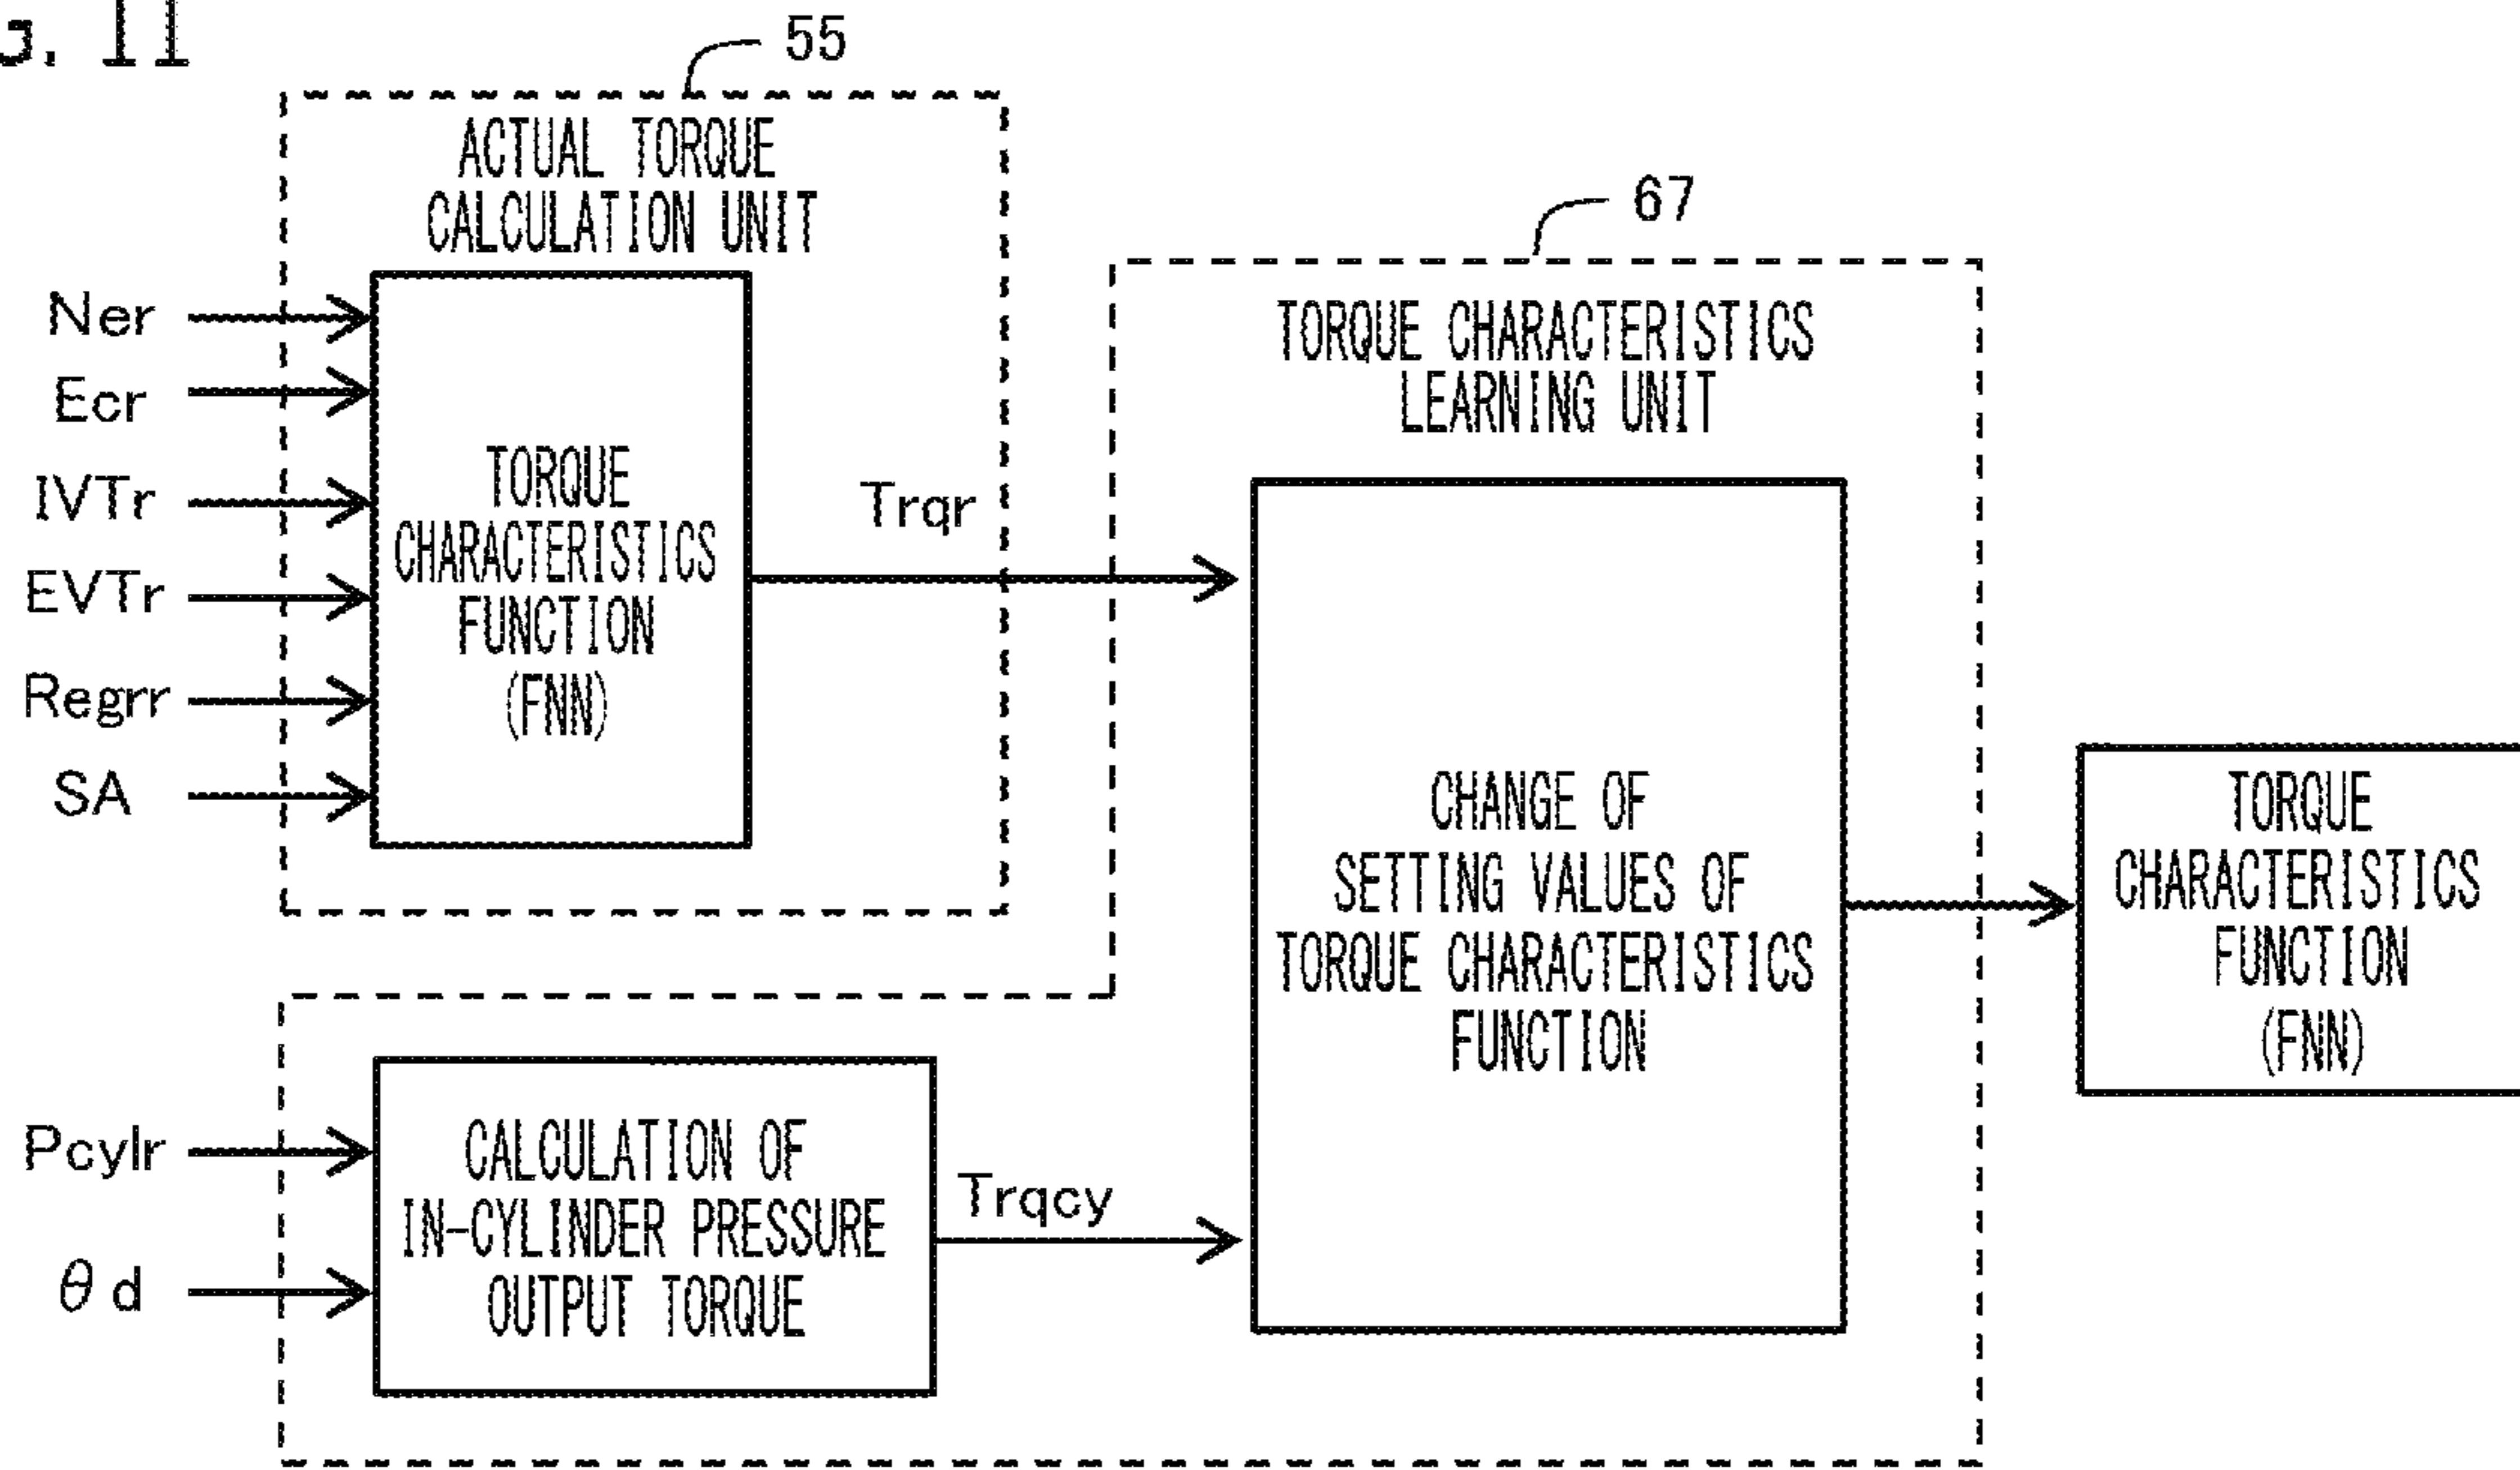 11
55
ACTUAL TORQUE
CALCULATION UNIT
Ner
Ecr
IVTr
EVTr
Regrr
SA
TORQUE
CHARACTERISTICS
FUNCTION
(FNN)
Trqr
67
TORQUE CHARACTERISTICS
LEARNING UNIT
CHANGE OF
SETTING VALUES OF
TORQUE CHARACTERISTICS
FUNCTION
TORQUE
CHARACTERISTICS
FUNCTION
(FNN)
Pcylr
θd
CALCULATION OF
IN-CYLINDER PRESSURE
OUTPUT TORQUE
Trqcy